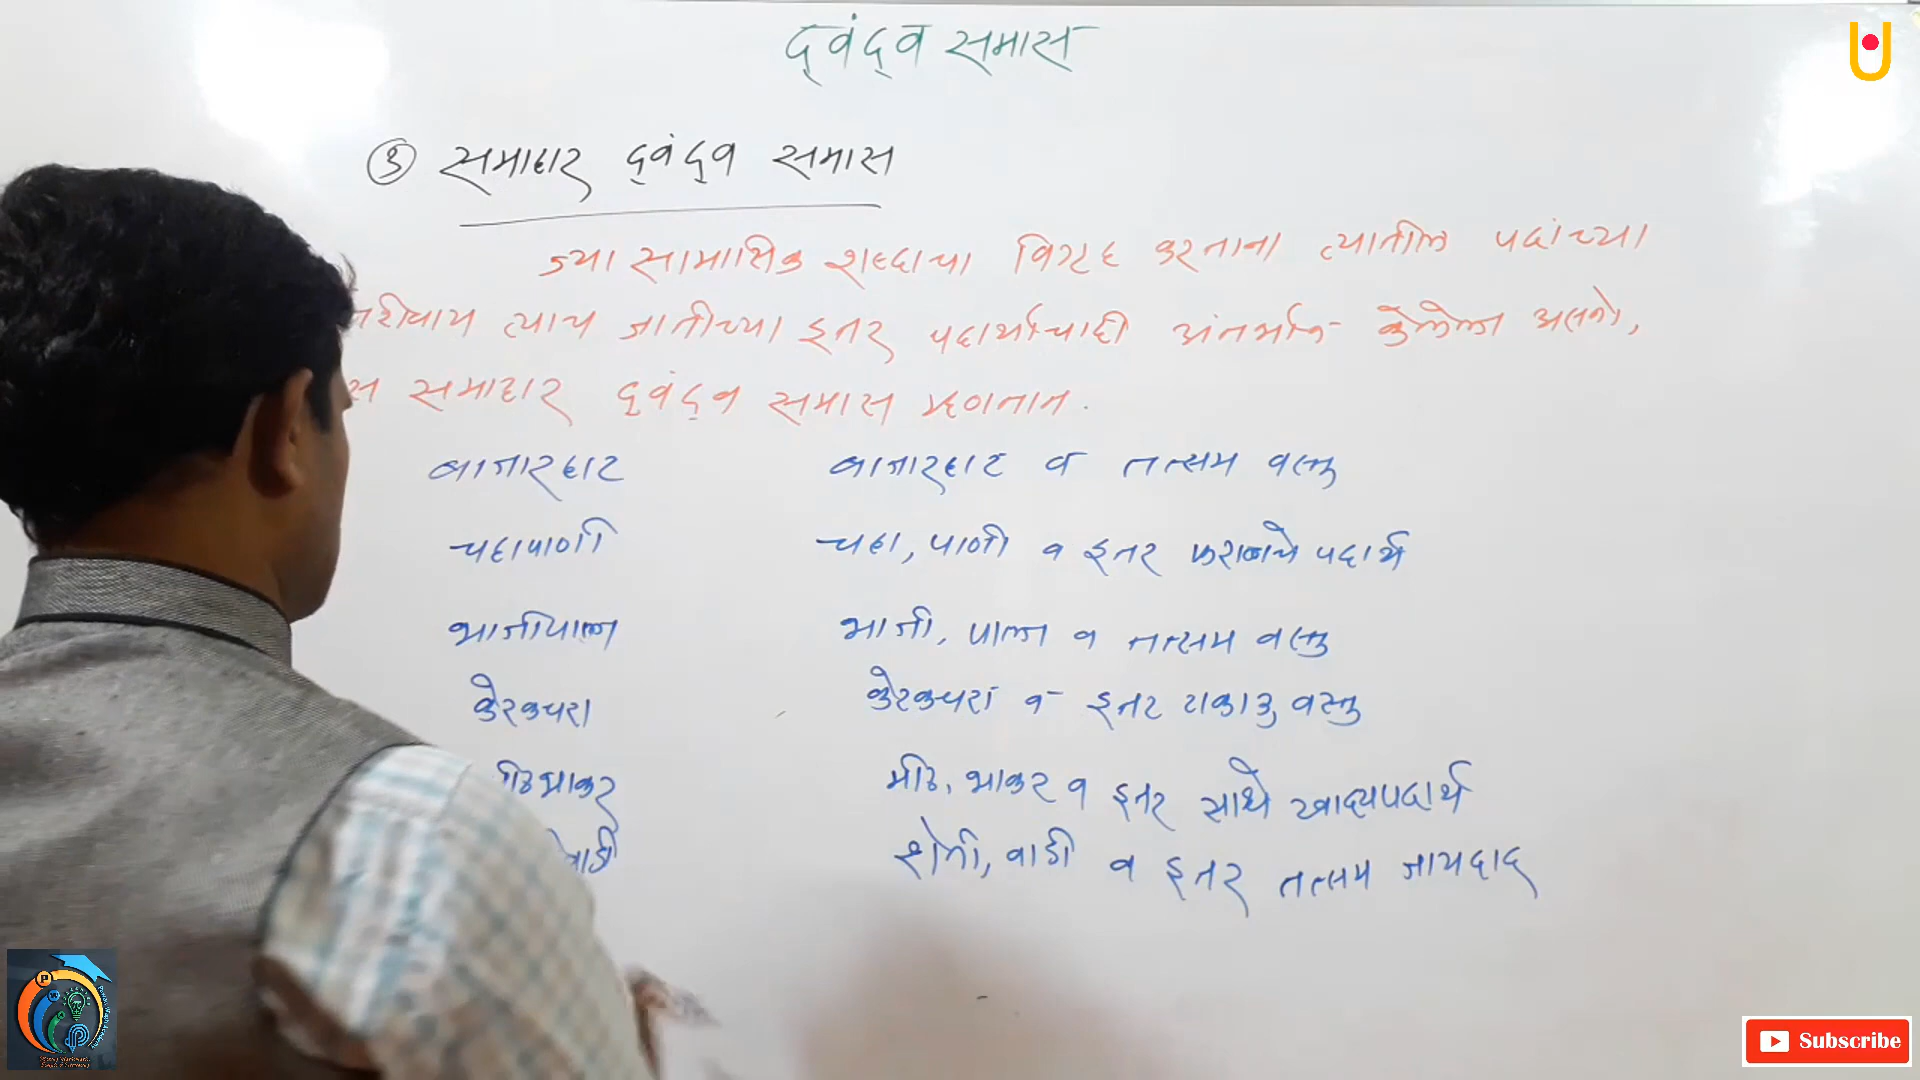 द्वंद्व समास
③ समाहार द्वंद्व समास
ज्या सामासिक शब्दाचा विग्रह करताना त्यातील पदांच्या
शिवाय त्याच जातीच्या इतर पदार्थांचाही अंतर्भाव केलेला असतो,
स समाहार द्वंद्व समास म्हणतात.
बाजारहाट बाजारहाट व तत्सम वस्तु
चहापाणी चहा, पाणी व इतर फराळाचे पदार्थ
भाजीपाला भाजी, पाला व तत्सम वस्तु
केरकचरा केरकचरा व इतर टाकाऊ वस्तु
मीठभाकर मीठ, भाकर व इतर साधे खाद्यपदार्थ
वाडी शेती, वाडी व इतर तत्सम जायदाद
Subscribe